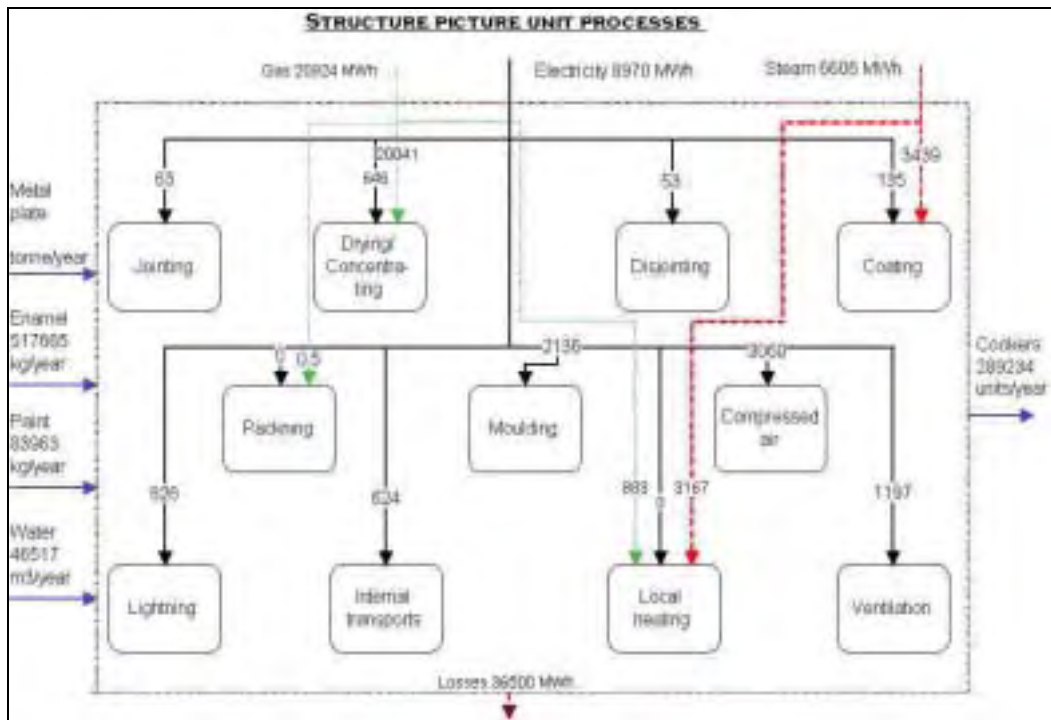 STRUCTURE PICTURE UNIT PROCESSES
Gas 20924 MWh
Electricity 8970 MWh
Steam 6606 MWh
20041
3439
63
646
53
135
Metal
plate
tonne/year
Jointing
Drying/
Concentra-
ting
Disjointing
Coating
Enamel
517665
kg/year
0
0,5
2136
3060
Cookers
289234
units/year
Packning
Moulding
Compressed
air
Paint
83963
kg/year
624
883
0
3167
1197
Water
46517
m3/year
Lightning
Internal
transports
Local
heating
Ventilation
Losses 36500 MWh